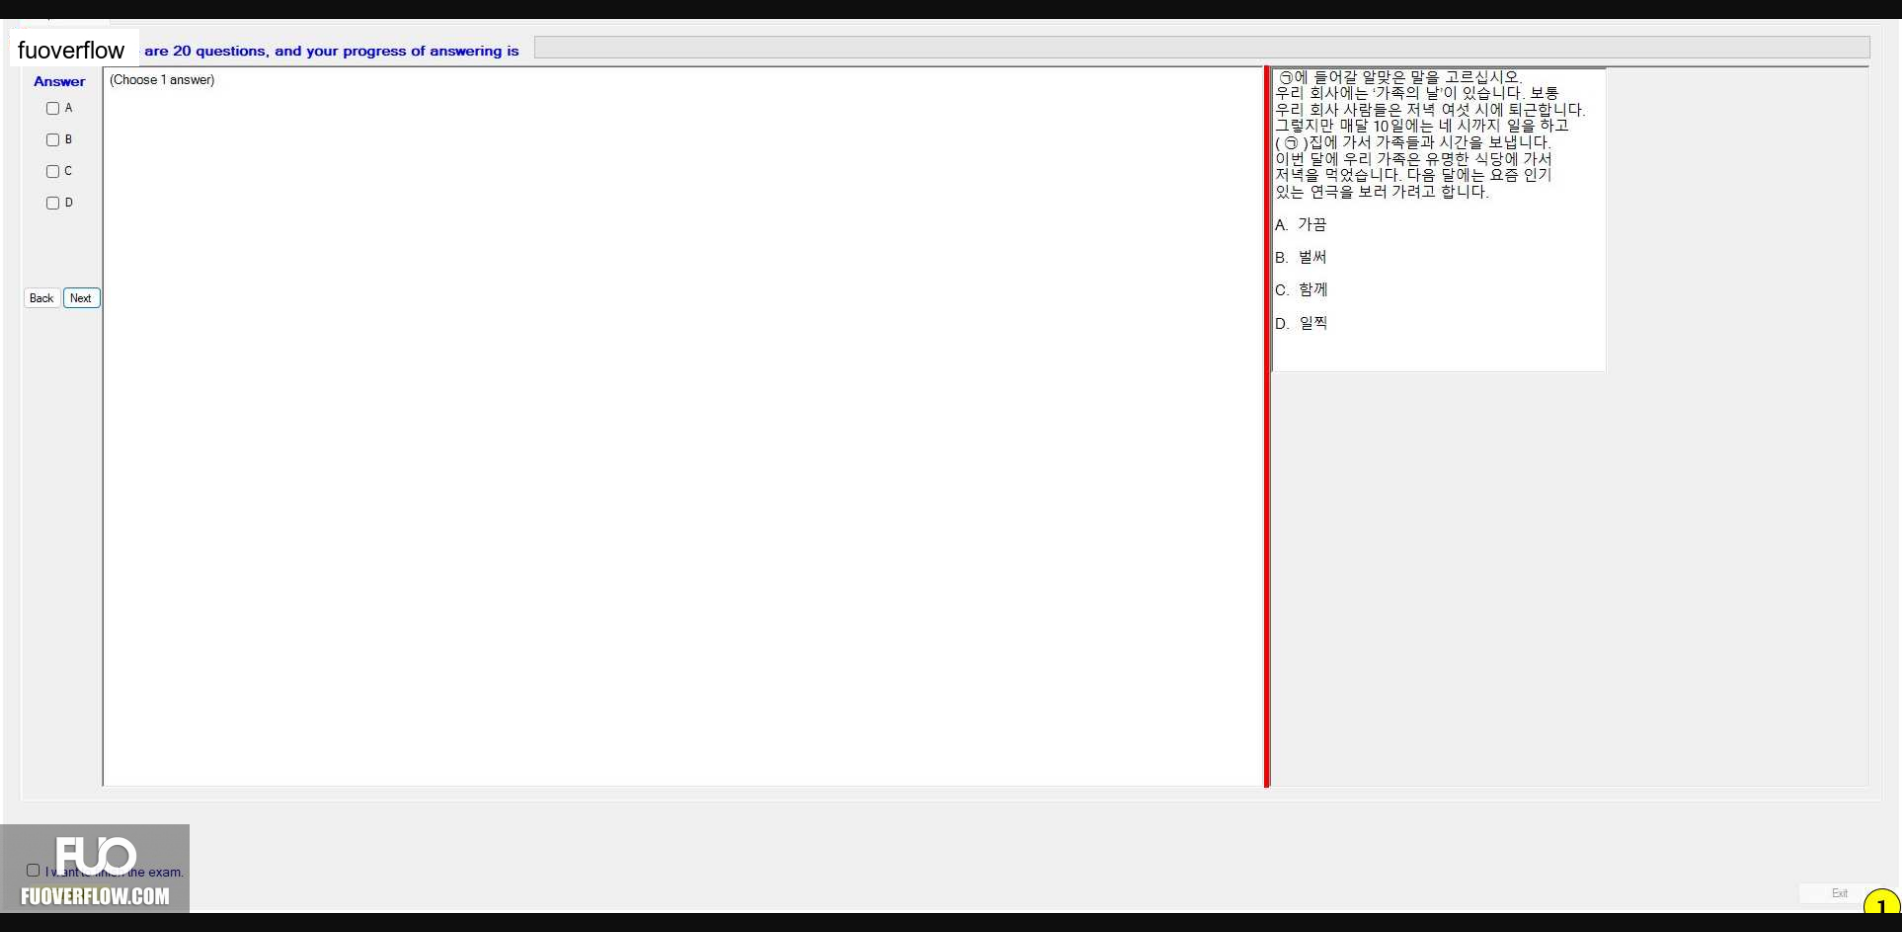 fuoverflow are 20 questions, and your progress of answering is
Answer
(Choose 1 answer)
A
B
C
D
Back Next
㉠에 들어갈 알맞은 말을 고르십시오.
우리 회사에는 '가족의 날'이 있습니다. 보통
우리 회사 사람들은 저녁 여섯 시에 퇴근합니다.
그렇지만 매달 10일에는 네 시까지 일을 하고
( ㉠ )집에 가서 가족들과 시간을 보냅니다.
이번 달에 우리 가족은 유명한 식당에 가서
저녁을 먹었습니다. 다음 달에는 요즘 인기
있는 연극을 보러 가려고 합니다.
A. 가끔
B. 벌써
C. 함께
D. 일찍
FUO
I want the exam.
FUOVERFLOW.COM
Exit
1